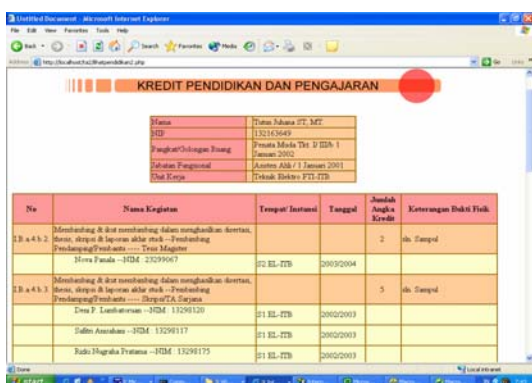 Untitled Document - Microsoft Internet Explorer
File Edit View Favorites Tools Help
Back Search Favorites Media
Address http://localhost/ta2/lihatpendidikan2.php Go Links
KREDIT PENDIDIKAN DAN PENGAJARAN
Nama Tutun Juhana ST, MT.
NIP 132163649
Pangkat/Golongan Ruang Penata Muda Tkt. I/ III/b 1 Januari 2002
Jabatan Fungsional Asisten Ahli / 1 Januari 2001
Unit Kerja Teknik Elektro FTI-ITB
No Nama Kegiatan Tempat/ Instansi Tanggal Jumlah Angka Kredit Keterangan Bukti Fisik
I.B.a.4.b.2. Membimbing & ikut membimbing dalam menghasilkan disertasi, thesis, skripsi & laporan akhir studi --Pembimbing Pendamping/Pembantu ---- Tesis Magister 2 sln. Sampul
Nova Panala --NIM : 23299067 S2 EL-ITB 2003/2004
I.B.a.4.b.3. Membimbing & ikut membimbing dalam menghasilkan disertasi, thesis, skripsi & laporan akhir studi --Pembimbing Pendamping/Pembantu ---- Skripsi/TA Sarjana 5 sln. Sampul
Deni P. Lumbantoruan --NIM : 13298120 S1 EL-ITB 2002/2003
Safitri --NIM : 13298117 S1 EL-ITB 2002/2003
Rizki Nugraha Pratama --NIM : 13298175 S1 EL-ITB 2002/2003
Done Local intranet
start